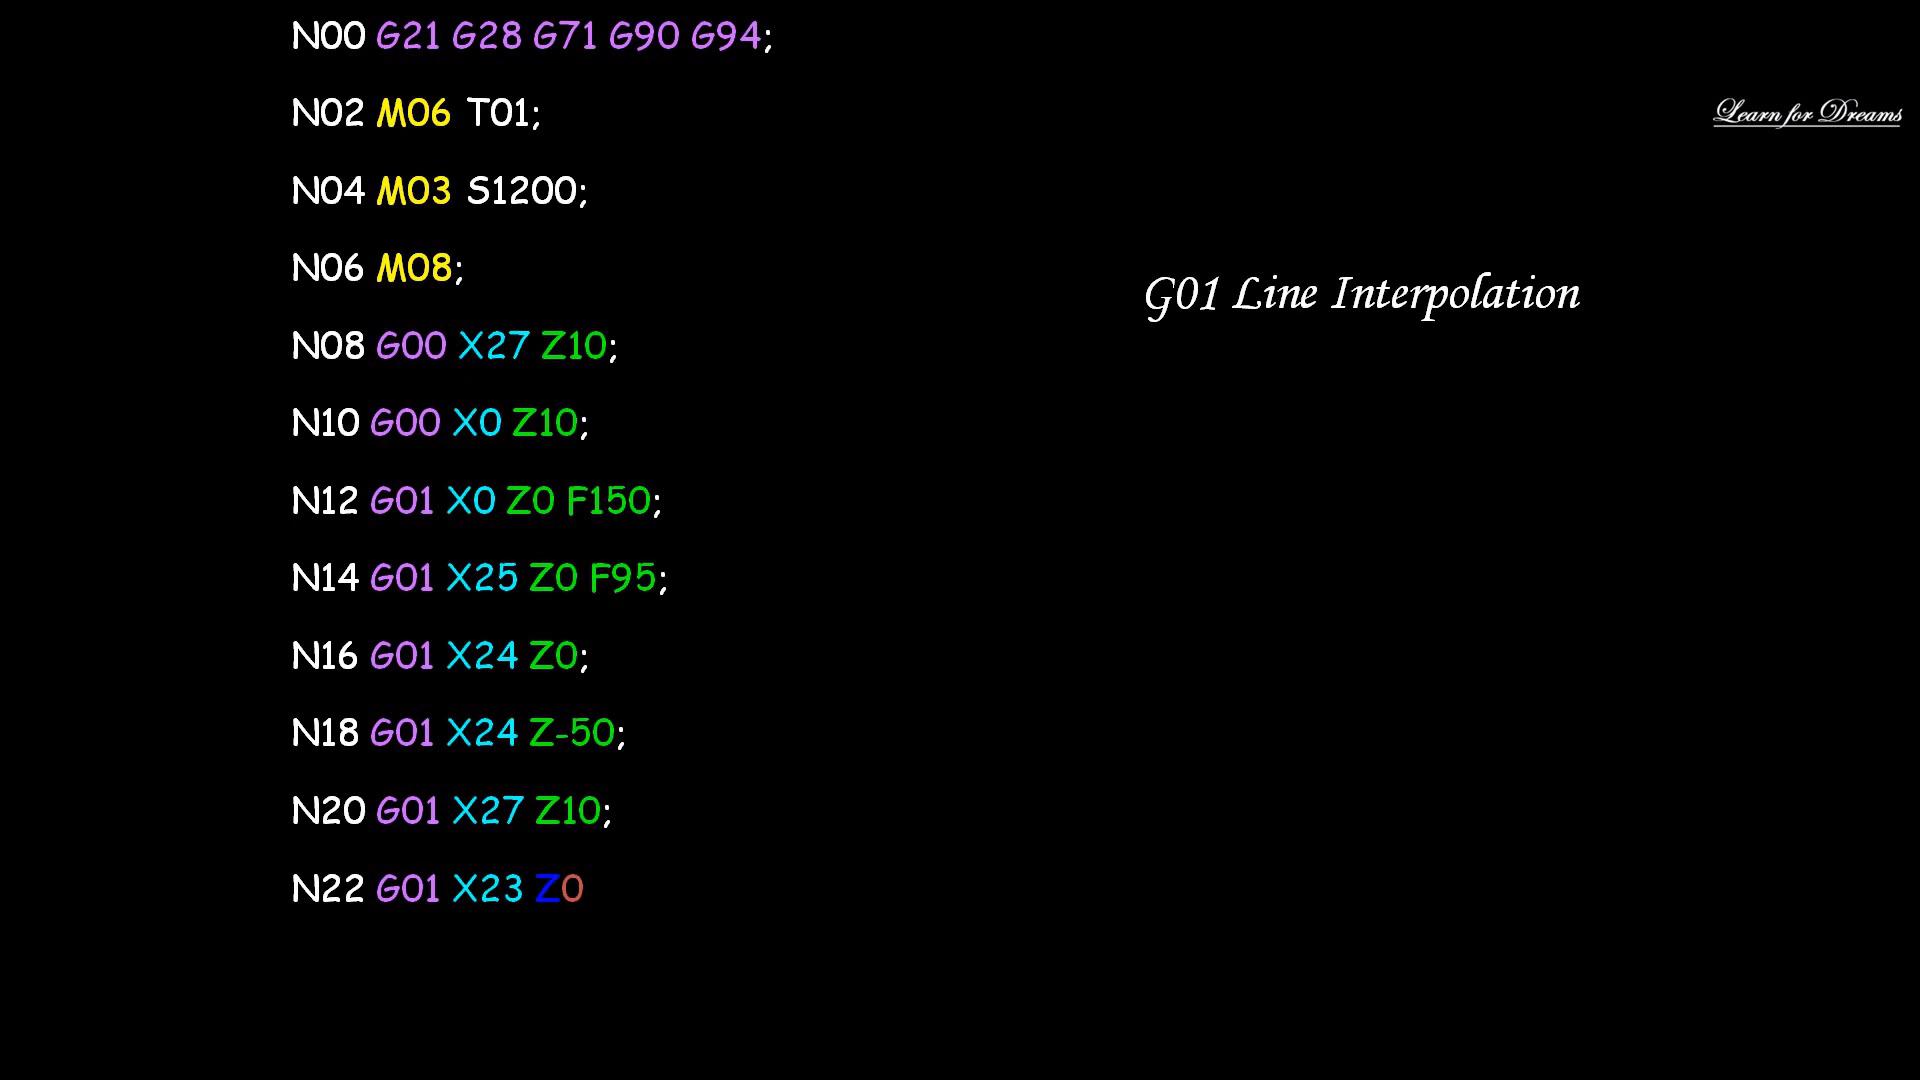 N00 G21 G28 G71 G90 G94;
N02 M06 T01;
Learn for Dreams
N04 M03 S1200;
N06 M08;
G01 Line Interpolation
N08 G00 X27 Z10;
N10 G00 X0 Z10;
N12 G01 X0 Z0 F150;
N14 G01 X25 Z0 F95;
N16 G01 X24 Z0;
N18 G01 X24 Z-50;
N20 G01 X27 Z10;
N22 G01 X23 Z0